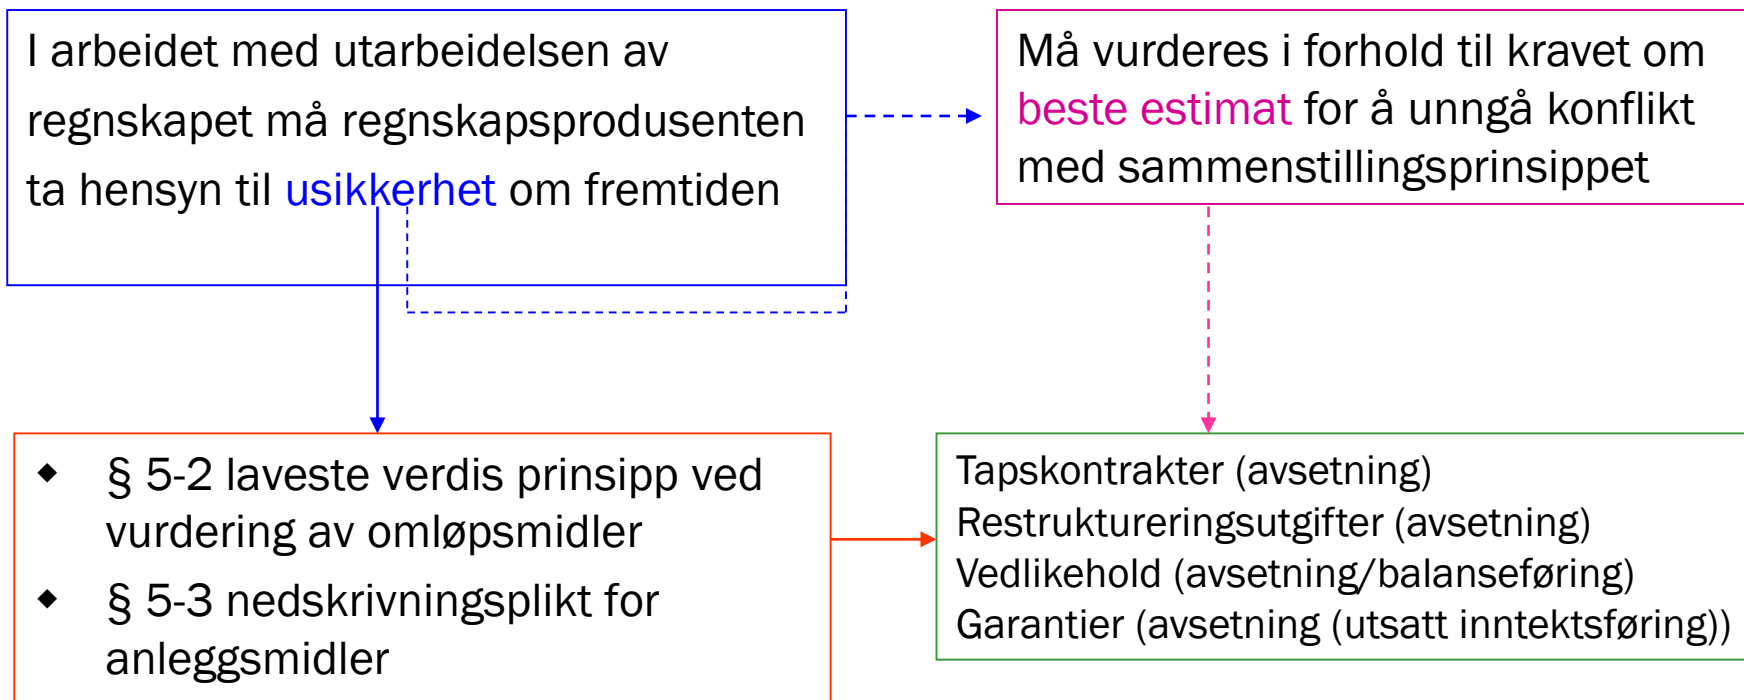 I arbeidet med utarbeidelsen av
regnskapet må regnskapsprodusenten
ta hensyn til usikkerhet om fremtiden
Må vurderes i forhold til kravet om
beste estimat for å unngå konflikt
med sammenstillingsprinsippet
◆ § 5-2 laveste verdis prinsipp ved
vurdering av omløpsmidler
◆ § 5-3 nedskrivningsplikt for
anleggsmidler
Tapskontrakter (avsetning)
Restruktureringsutgifter (avsetning)
Vedlikehold (avsetning/balanseføring)
Garantier (avsetning (utsatt inntektsføring))